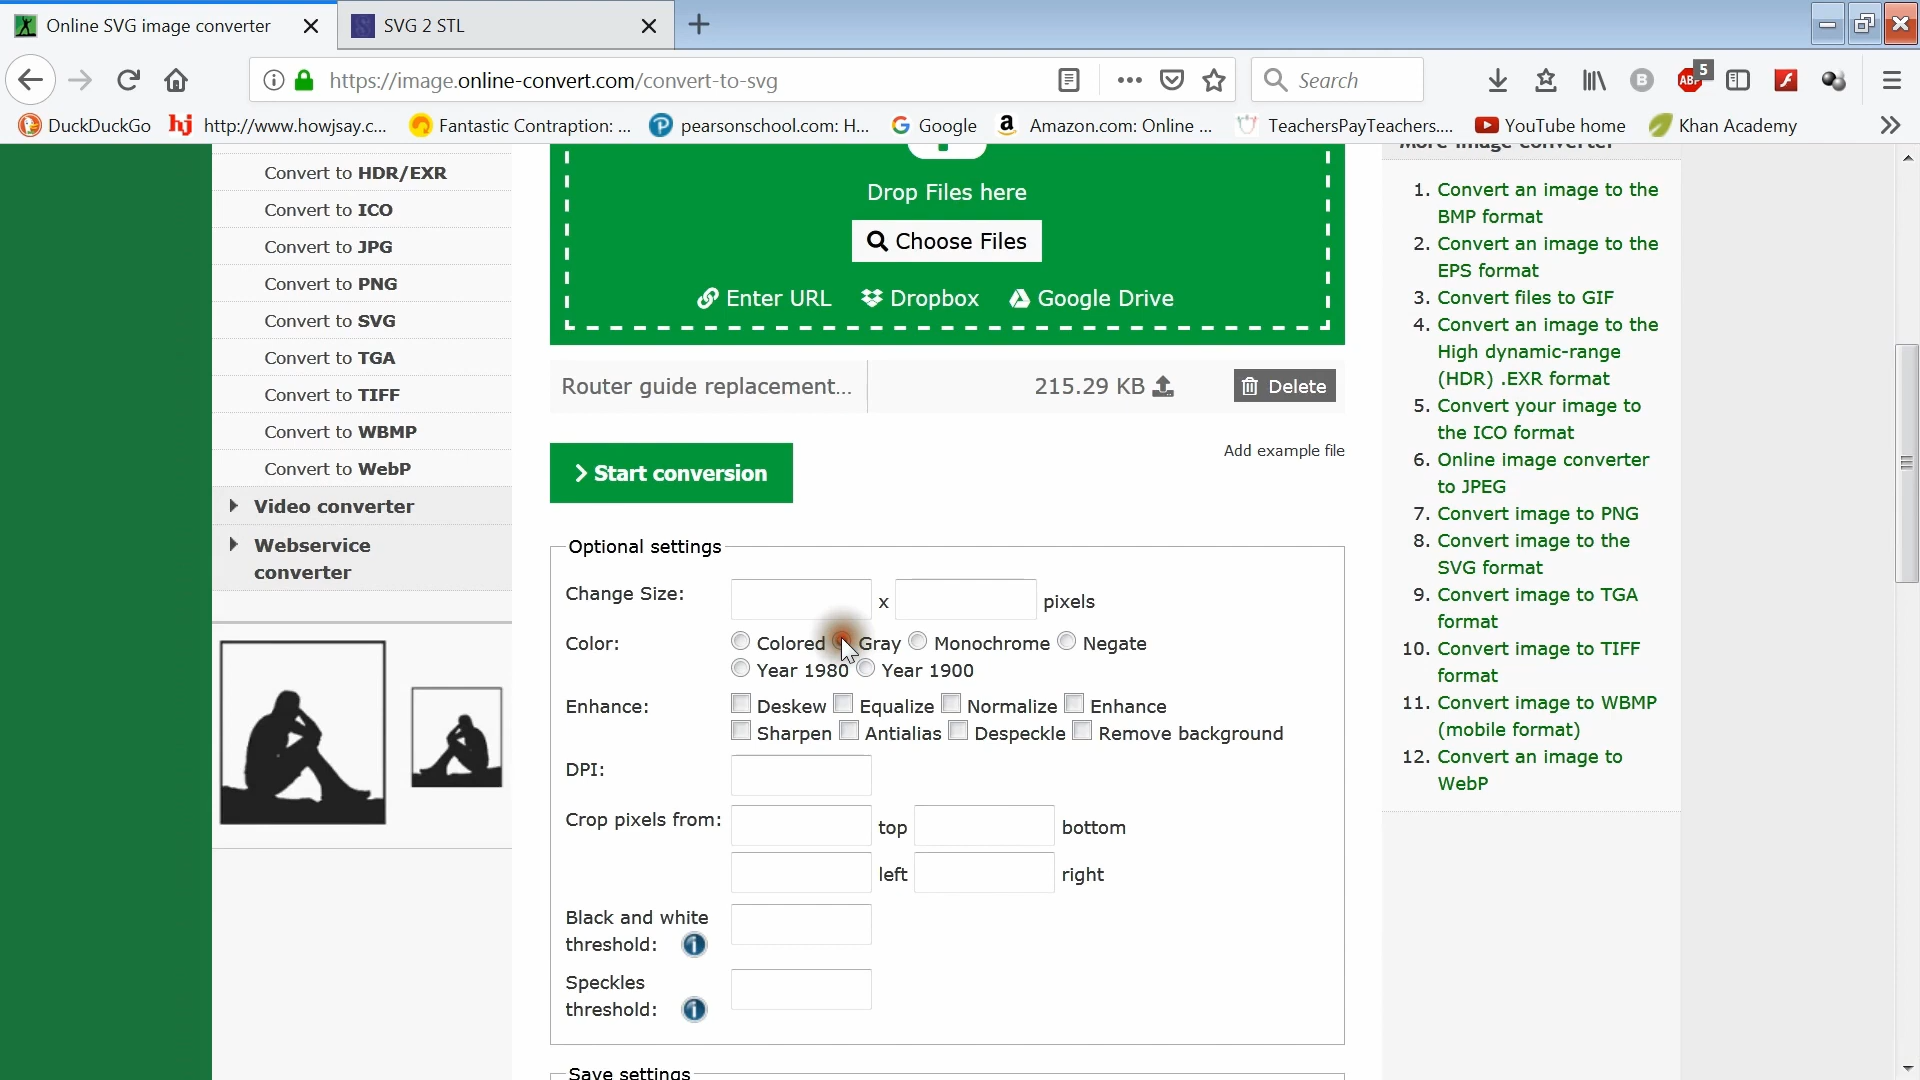 Online SVG image converter
SVG 2 STL
https://image.online-convert.com/convert-to-svg
Search
ABP
5
B
DuckDuckGo
hj http://www.howjsay.c...
Fantastic Contraption: ...
pearsonschool.com: H...
Google
Amazon.com: Online ...
TeachersPayTeachers....
YouTube home
Khan Academy
Convert to HDR/EXR
Convert to ICO
Convert to JPG
Convert to PNG
Convert to SVG
Convert to TGA
Convert to TIFF
Convert to WBMP
Convert to WebP
Video converter
Webservice
converter
Drop Files here
Choose Files
Enter URL Dropbox Google Drive
Router guide replacement... 215.29 KB Delete
Start conversion
Add example file
Optional settings
Change Size: x pixels
Color: Colored Gray Monochrome Negate
Year 1980 Year 1900
Enhance: Deskew Equalize Normalize Enhance
Sharpen Antialias Despeckle Remove background
DPI:
Crop pixels from: top bottom
left right
Black and white
threshold:
Speckles
threshold:
Save settings
More image converter
1. Convert an image to the
BMP format
2. Convert an image to the
EPS format
3. Convert files to GIF
4. Convert an image to the
High dynamic-range
(HDR) .EXR format
5. Convert your image to
the ICO format
6. Online image converter
to JPEG
7. Convert image to PNG
8. Convert image to the
SVG format
9. Convert image to TGA
format
10. Convert image to TIFF
format
11. Convert image to WBMP
(mobile format)
12. Convert an image to
WebP